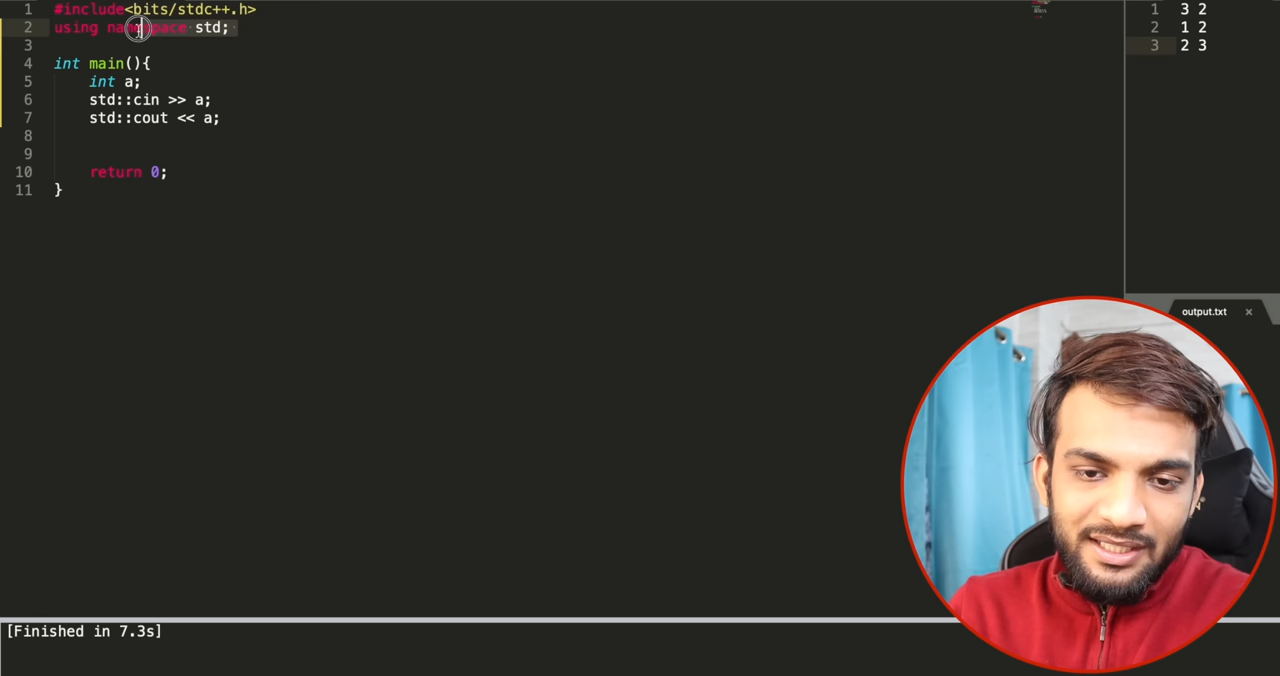 1 #include<bits/stdc++.h>
2 using namespace std;
3
4 int main(){
5 int a;
6 std::cin >> a;
7 std::cout << a;
8
9
10 return 0;
11 }
1 3 2
2 1 2
3 2 3
output.txt ×
[Finished in 7.3s]